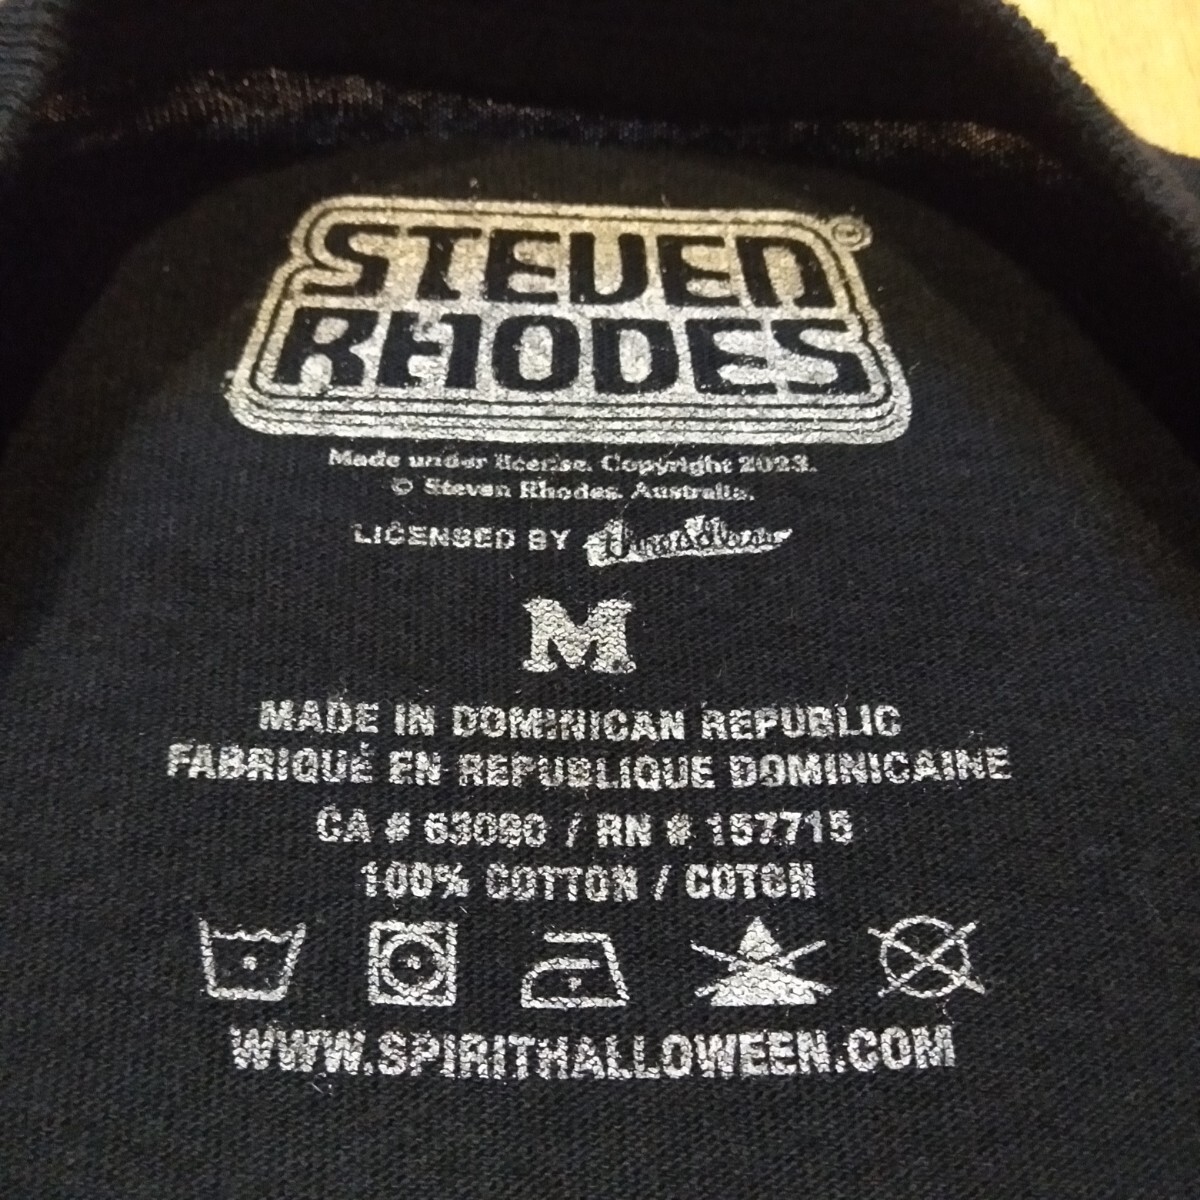 STEVEN
RHODES
Made under license. Copyright 2023.
© Steven Rhodes. Australia.
LICENSED BY Threadless
M
MADE IN DOMINICAN REPUBLIC
FABRIQUÉ EN REPUBLIQUE DOMINICAINE
CA # 63090 / RN # 157715
100% COTTON / COTON
WWW.SPIRITHALLOWEEN.COM